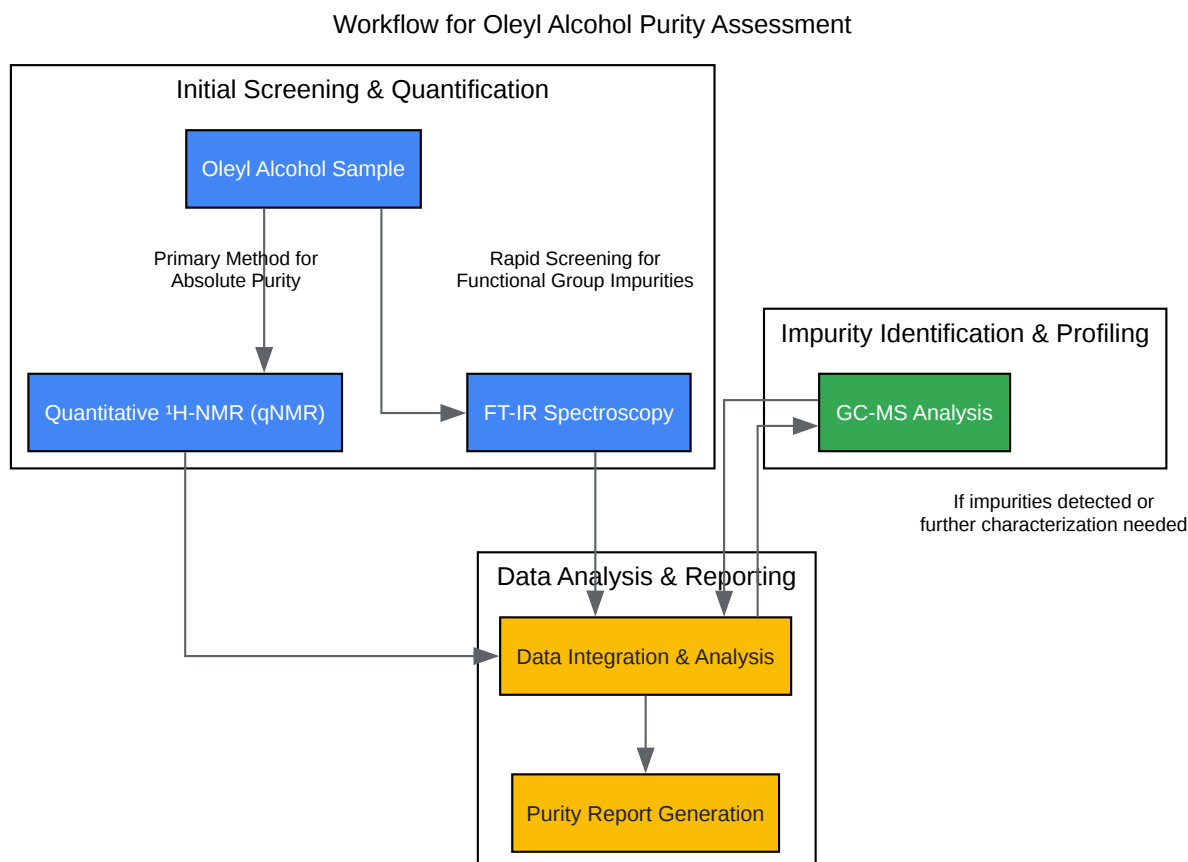 Workflow for Oleyl Alcohol Purity Assessment
Initial Screening & Quantification
Oleyl Alcohol Sample
Primary Method for
Absolute Purity
Rapid Screening for
Functional Group Impurities
Quantitative ¹H-NMR (qNMR)
FT-IR Spectroscopy
Impurity Identification & Profiling
GC-MS Analysis
If impurities detected or
further characterization needed
Data Analysis & Reporting
Data Integration & Analysis
Purity Report Generation